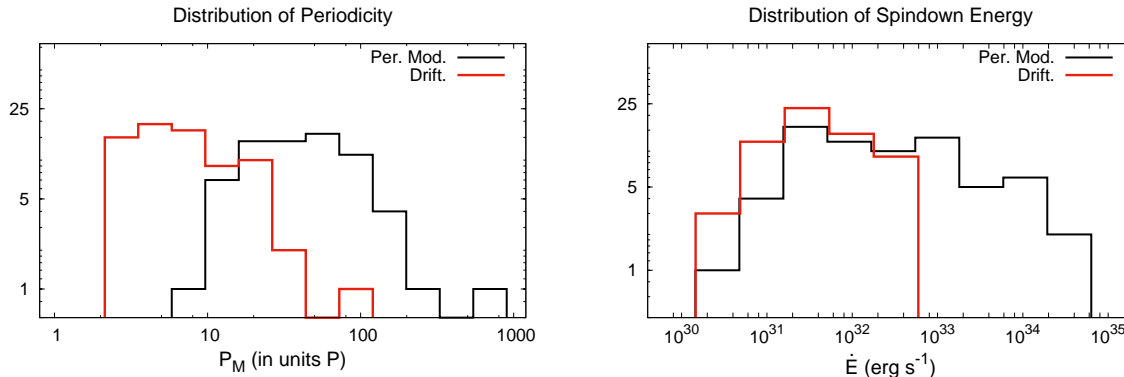 Distribution of Periodicity
Per. Mod.
Drift.
25
5
1
1 10 100 1000
P_M (in units P)
Distribution of Spindown Energy
Per. Mod.
Drift.
25
5
1
10^30 10^31 10^32 10^33 10^34 10^35
Ė (erg s^-1)